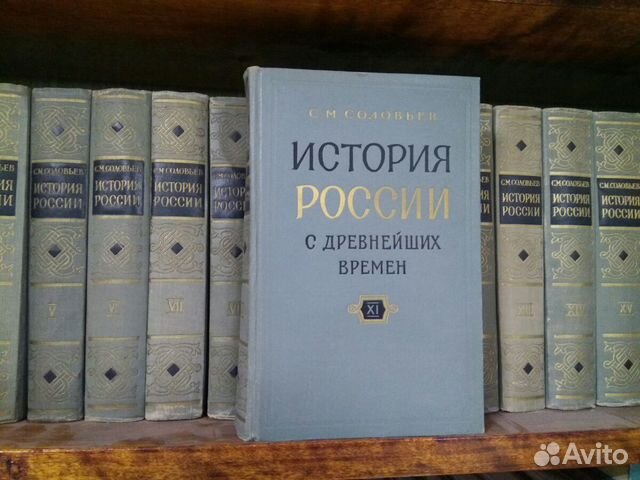 С. М. СОЛОВЬЕВ
ИСТОРИЯ
РОССИИ
С ДРЕВНЕЙШИХ
ВРЕМЕН
XI
С.М.СОЛОВЬЕВ
ИСТОРИЯ
РОССИИ
V
С.М.СОЛОВЬЕВ
ИСТОРИЯ
РОССИИ
С.М.СОЛОВЬЕВ
ИСТОРИЯ
РОССИИ
VII
С.М.СОЛОВЬЕВ
ИСТОРИЯ
РОССИИ
XIII
С.М.СОЛОВЬЕВ
ИСТОРИЯ
РОССИИ
XIV
С.М.СОЛОВЬЕВ
ИСТОРИЯ
РОССИИ
XV
Avito